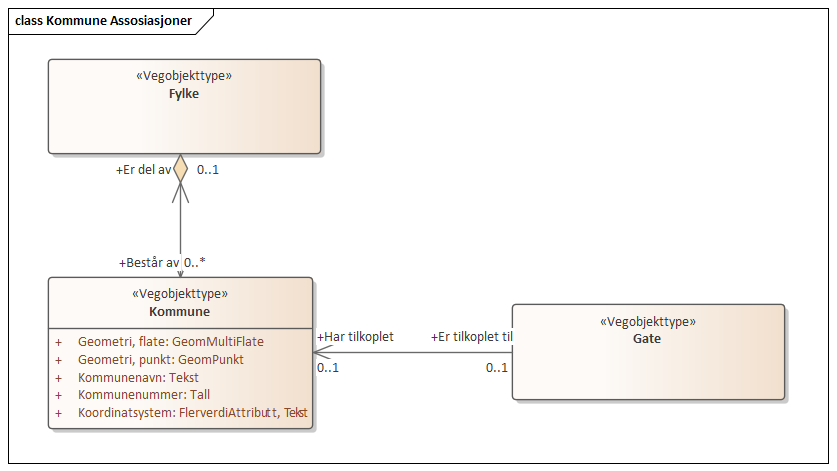 class Kommune Assosiasjoner
«Vegobjekttype»
Fylke
+Er del av 0..1
+Består av 0..*
«Vegobjekttype»
Kommune
+ Geometri, flate: GeomMultiFlate
+ Geometri, punkt: GeomPunkt
+ Kommunenavn: Tekst
+ Kommunenummer: Tall
+ Koordinatsystem: FlerverdiAttributt, Tekst
+Har tilkoplet +Er tilkoplet til
0..1 0..1
«Vegobjekttype»
Gate